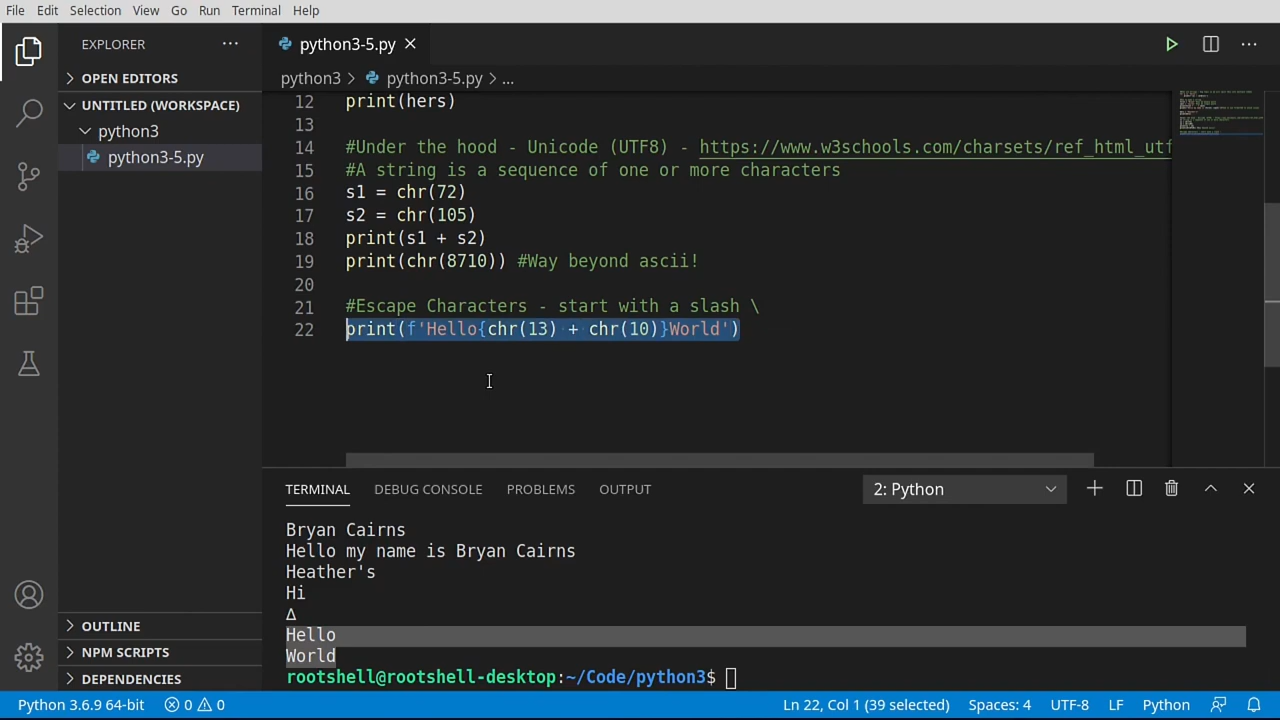 File Edit Selection View Go Run Terminal Help
EXPLORER ...
OPEN EDITORS
UNTITLED (WORKSPACE)
python3
python3-5.py
OUTLINE
NPM SCRIPTS
DEPENDENCIES
python3-5.py
python3 > python3-5.py > ...
12 print(hers)
13
14 #Under the hood - Unicode (UTF8) - https://www.w3schools.com/charsets/ref_html_utf
15 #A string is a sequence of one or more characters
16 s1 = chr(72)
17 s2 = chr(105)
18 print(s1 + s2)
19 print(chr(8710)) #Way beyond ascii!
20
21 #Escape Characters - start with a slash \
22 print(f'Hello{chr(13) + chr(10)}World')
TERMINAL DEBUG CONSOLE PROBLEMS OUTPUT 2: Python
Bryan Cairns
Hello my name is Bryan Cairns
Heather's
Hi
∆
Hello
World
rootshell@rootshell-desktop:~/Code/python3$
Python 3.6.9 64-bit 0 0 Ln 22, Col 1 (39 selected) Spaces: 4 UTF-8 LF Python